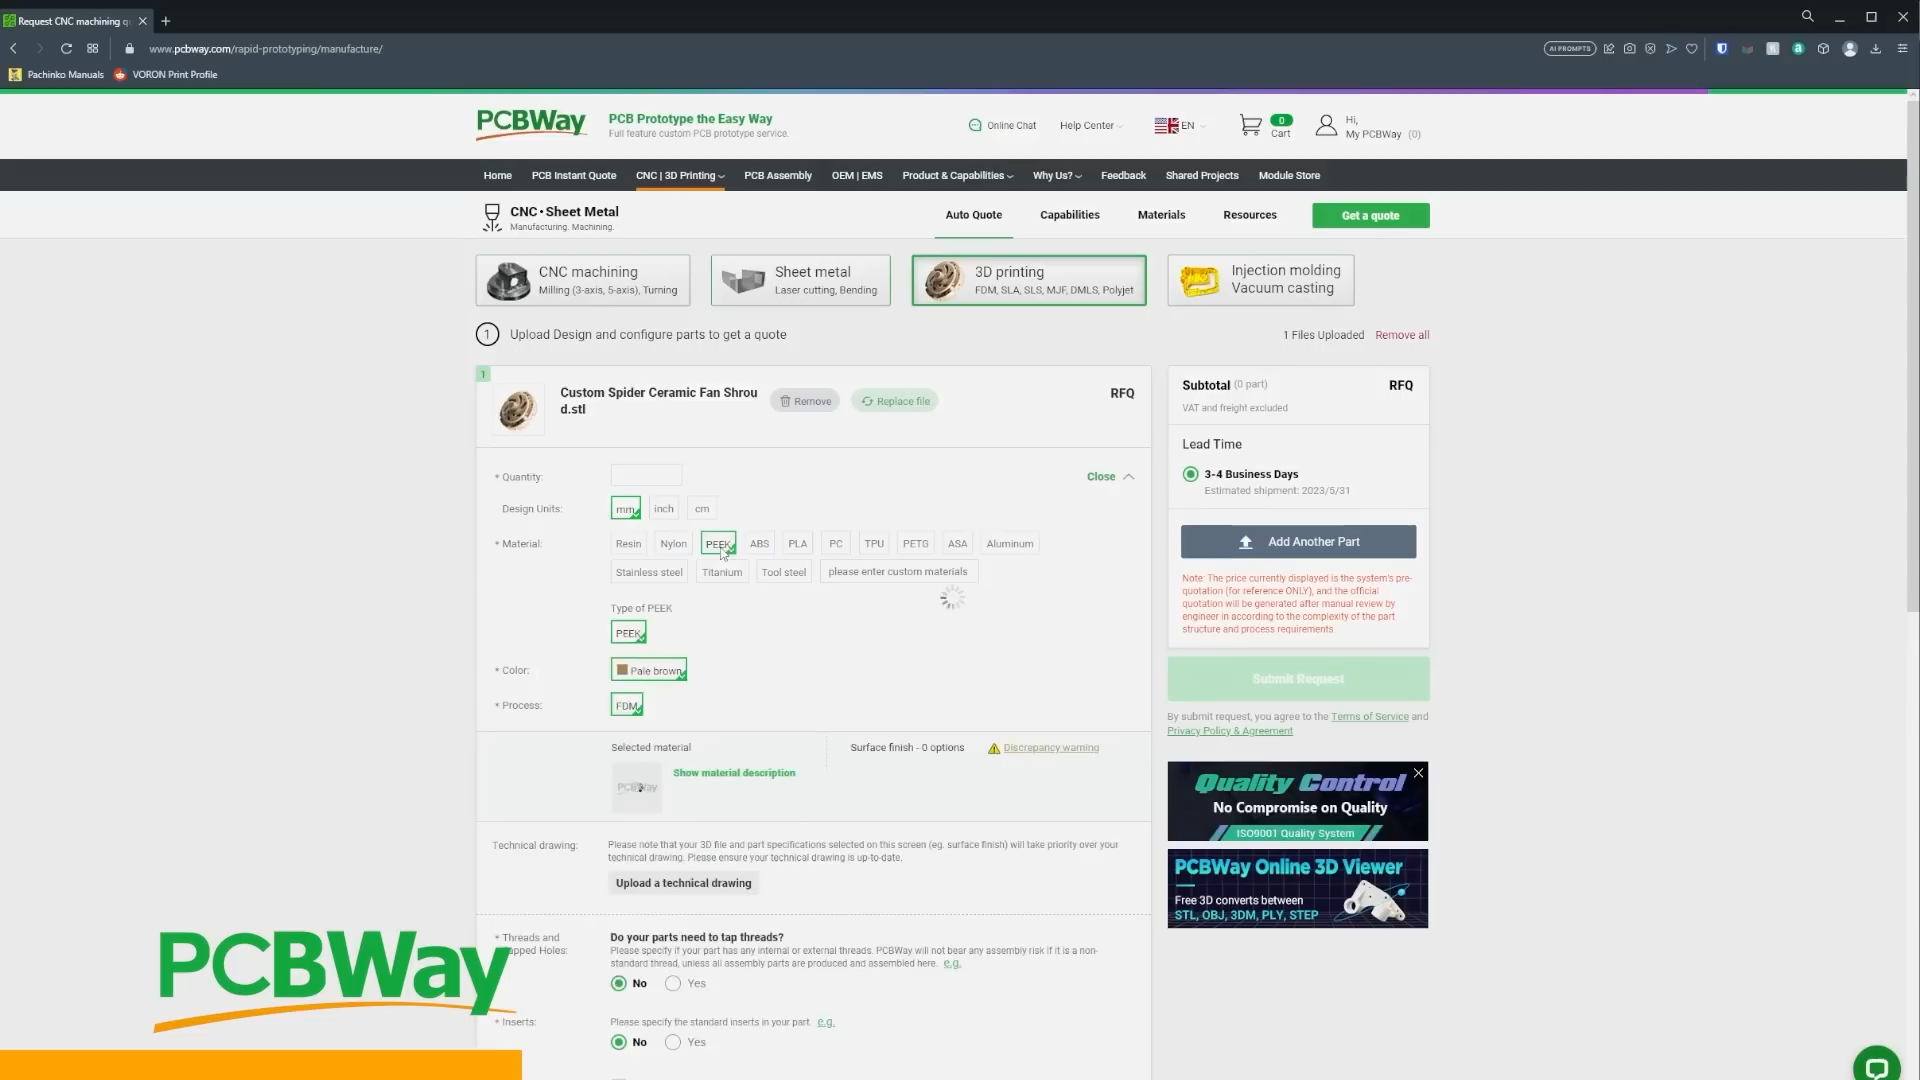 Request CNC machining q
www.pcbway.com/rapid-prototyping/manufacture/
AI PROMPTS
Pachinko Manuals
VORON Print Profile
PCBWay
PCB Prototype the Easy Way
Full feature custom PCB prototype service.
Online Chat
Help Center
EN
0
Cart
Hi,
My PCBWay (0)
Home
PCB Instant Quote
CNC | 3D Printing
PCB Assembly
OEM | EMS
Product & Capabilities
Why Us?
Feedback
Shared Projects
Module Store
CNC • Sheet Metal
Manufacturing. Machining.
Auto Quote
Capabilities
Materials
Resources
Get a quote
CNC machining
Milling (3-axis, 5-axis), Turning
Sheet metal
Laser cutting, Bending
3D printing
FDM, SLA, SLS, MJF, DMLS, Polyjet
Injection molding
Vacuum casting
1
Upload Design and configure parts to get a quote
1 Files Uploaded
Remove all
1
Custom Spider Ceramic Fan Shrou
d.stl
Remove
Replace file
RFQ
* Quantity:
Close
Design Units:
mm
inch
cm
* Material:
Resin
Nylon
PEEK
ABS
PLA
PC
TPU
PETG
ASA
Aluminum
Stainless steel
Titanium
Tool steel
please enter custom materials
Type of PEEK
PEEK
* Color:
Pale brown
* Process:
FDM
Selected material
PCBWay
Show material description
Surface finish - 0 options
Discrepancy warning
Technical drawing:
Please note that your 3D file and part specifications selected on this screen (eg. surface finish) will take priority over your
technical drawing. Please ensure your technical drawing is up-to-date.
Upload a technical drawing
* Threads and
apped Holes:
Do your parts need to tap threads?
Please specify if your part has any internal or external threads. PCBWay will not bear any assembly risk if it is a non-
standard thread, unless all assembly parts are produced and assembled here. e.g.
No
Yes
* Inserts:
Please specify the standard inserts in your part. e.g.
No
Yes
Subtotal (0 part)
RFQ
VAT and freight excluded
Lead Time
3-4 Business Days
Estimated shipment: 2023/5/31
Add Another Part
Note: The price currently displayed is the system's pre-
quotation (for reference ONLY), and the official
quotation will be generated after manual review by
engineer in according to the complexity of the part
structure and process requirements.
Submit Request
By submit request, you agree to the Terms of Service and
Privacy Policy & Agreement
Quality Control
No Compromise on Quality
ISO9001 Quality System
PCBWay Online 3D Viewer
Free 3D converts between
STL, OBJ, 3DM, PLY, STEP
PCBWay